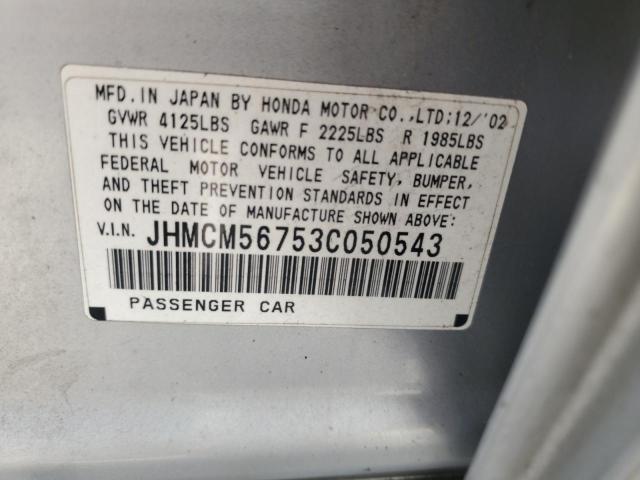 MFD.IN JAPAN BY HONDA MOTOR CO.,LTD:12/'02
GVWR 4125LBS GAWR F 2225LBS R 1985LBS
THIS VEHICLE CONFORMS TO ALL APPLICABLE
FEDERAL MOTOR VEHICLE SAFETY, BUMPER,
AND THEFT PREVENTION STANDARDS IN EFFECT
ON THE DATE OF MANUFACTURE SHOWN ABOVE:
V.I.N. JHMCM56753C050543
PASSENGER CAR